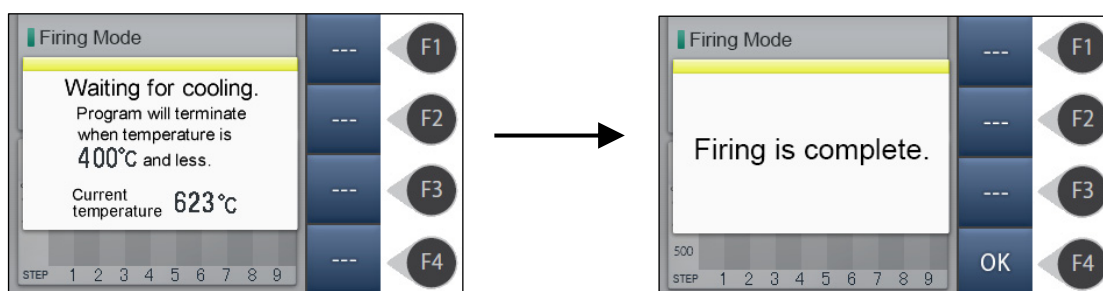 Firing Mode
Waiting for cooling.
Program will terminate
when temperature is
400°C and less.
Current
temperature 623°C
STEP 1 2 3 4 5 6 7 8 9
---
F1
---
F2
---
F3
---
F4
Firing Mode
Firing is complete.
500
STEP 1 2 3 4 5 6 7 8 9
---
F1
---
F2
---
F3
OK
F4